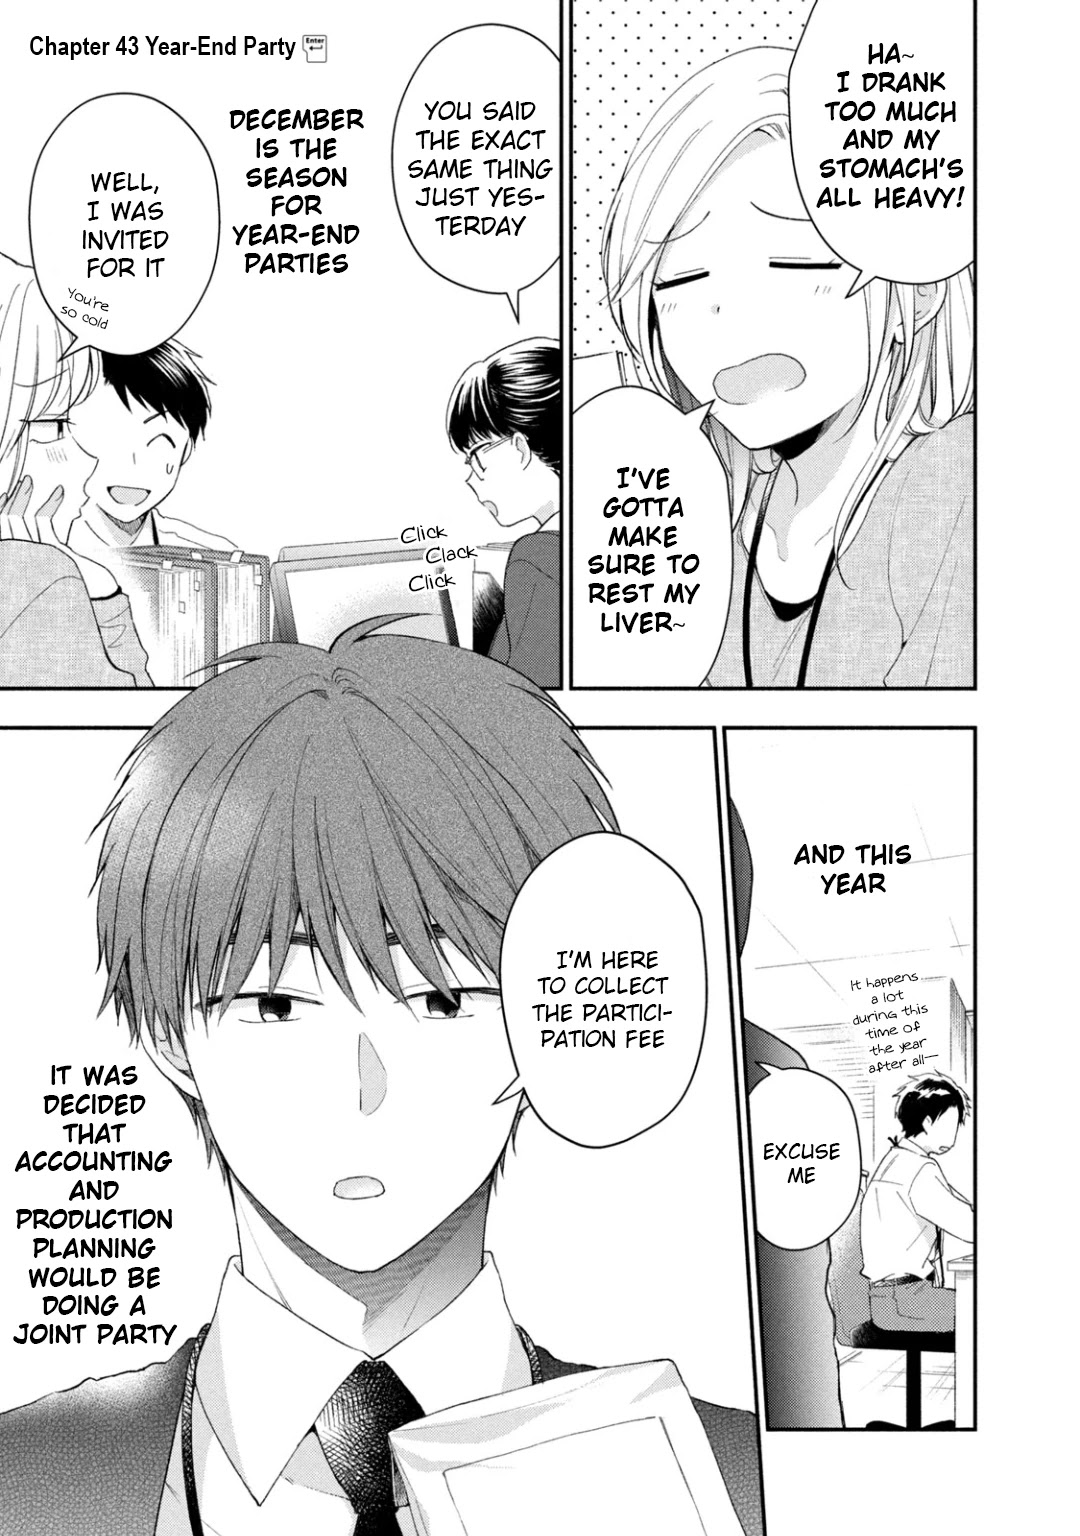 Chapter 43 Year-End Party
Enter
HA~
I DRANK
TOO MUCH
AND MY
STOMACH'S
ALL HEAVY!
I'VE
GOTTA
MAKE
SURE TO
REST MY
LIVER~
YOU SAID
THE EXACT
SAME THING
JUST YES-
TERDAY
DECEMBER
IS THE
SEASON
FOR
YEAR-END
PARTIES
WELL,
I WAS
INVITED
FOR IT
You're
so cold
Click
Clack
Click
AND THIS
YEAR
It happens
a lot
during this
time of
the year
after all—
EXCUSE
ME
I'M HERE
TO COLLECT
THE PARTICI-
PATION FEE
IT WAS
DECIDED
THAT
ACCOUNTING
AND
PRODUCTION
PLANNING
WOULD BE
DOING A
JOINT PARTY